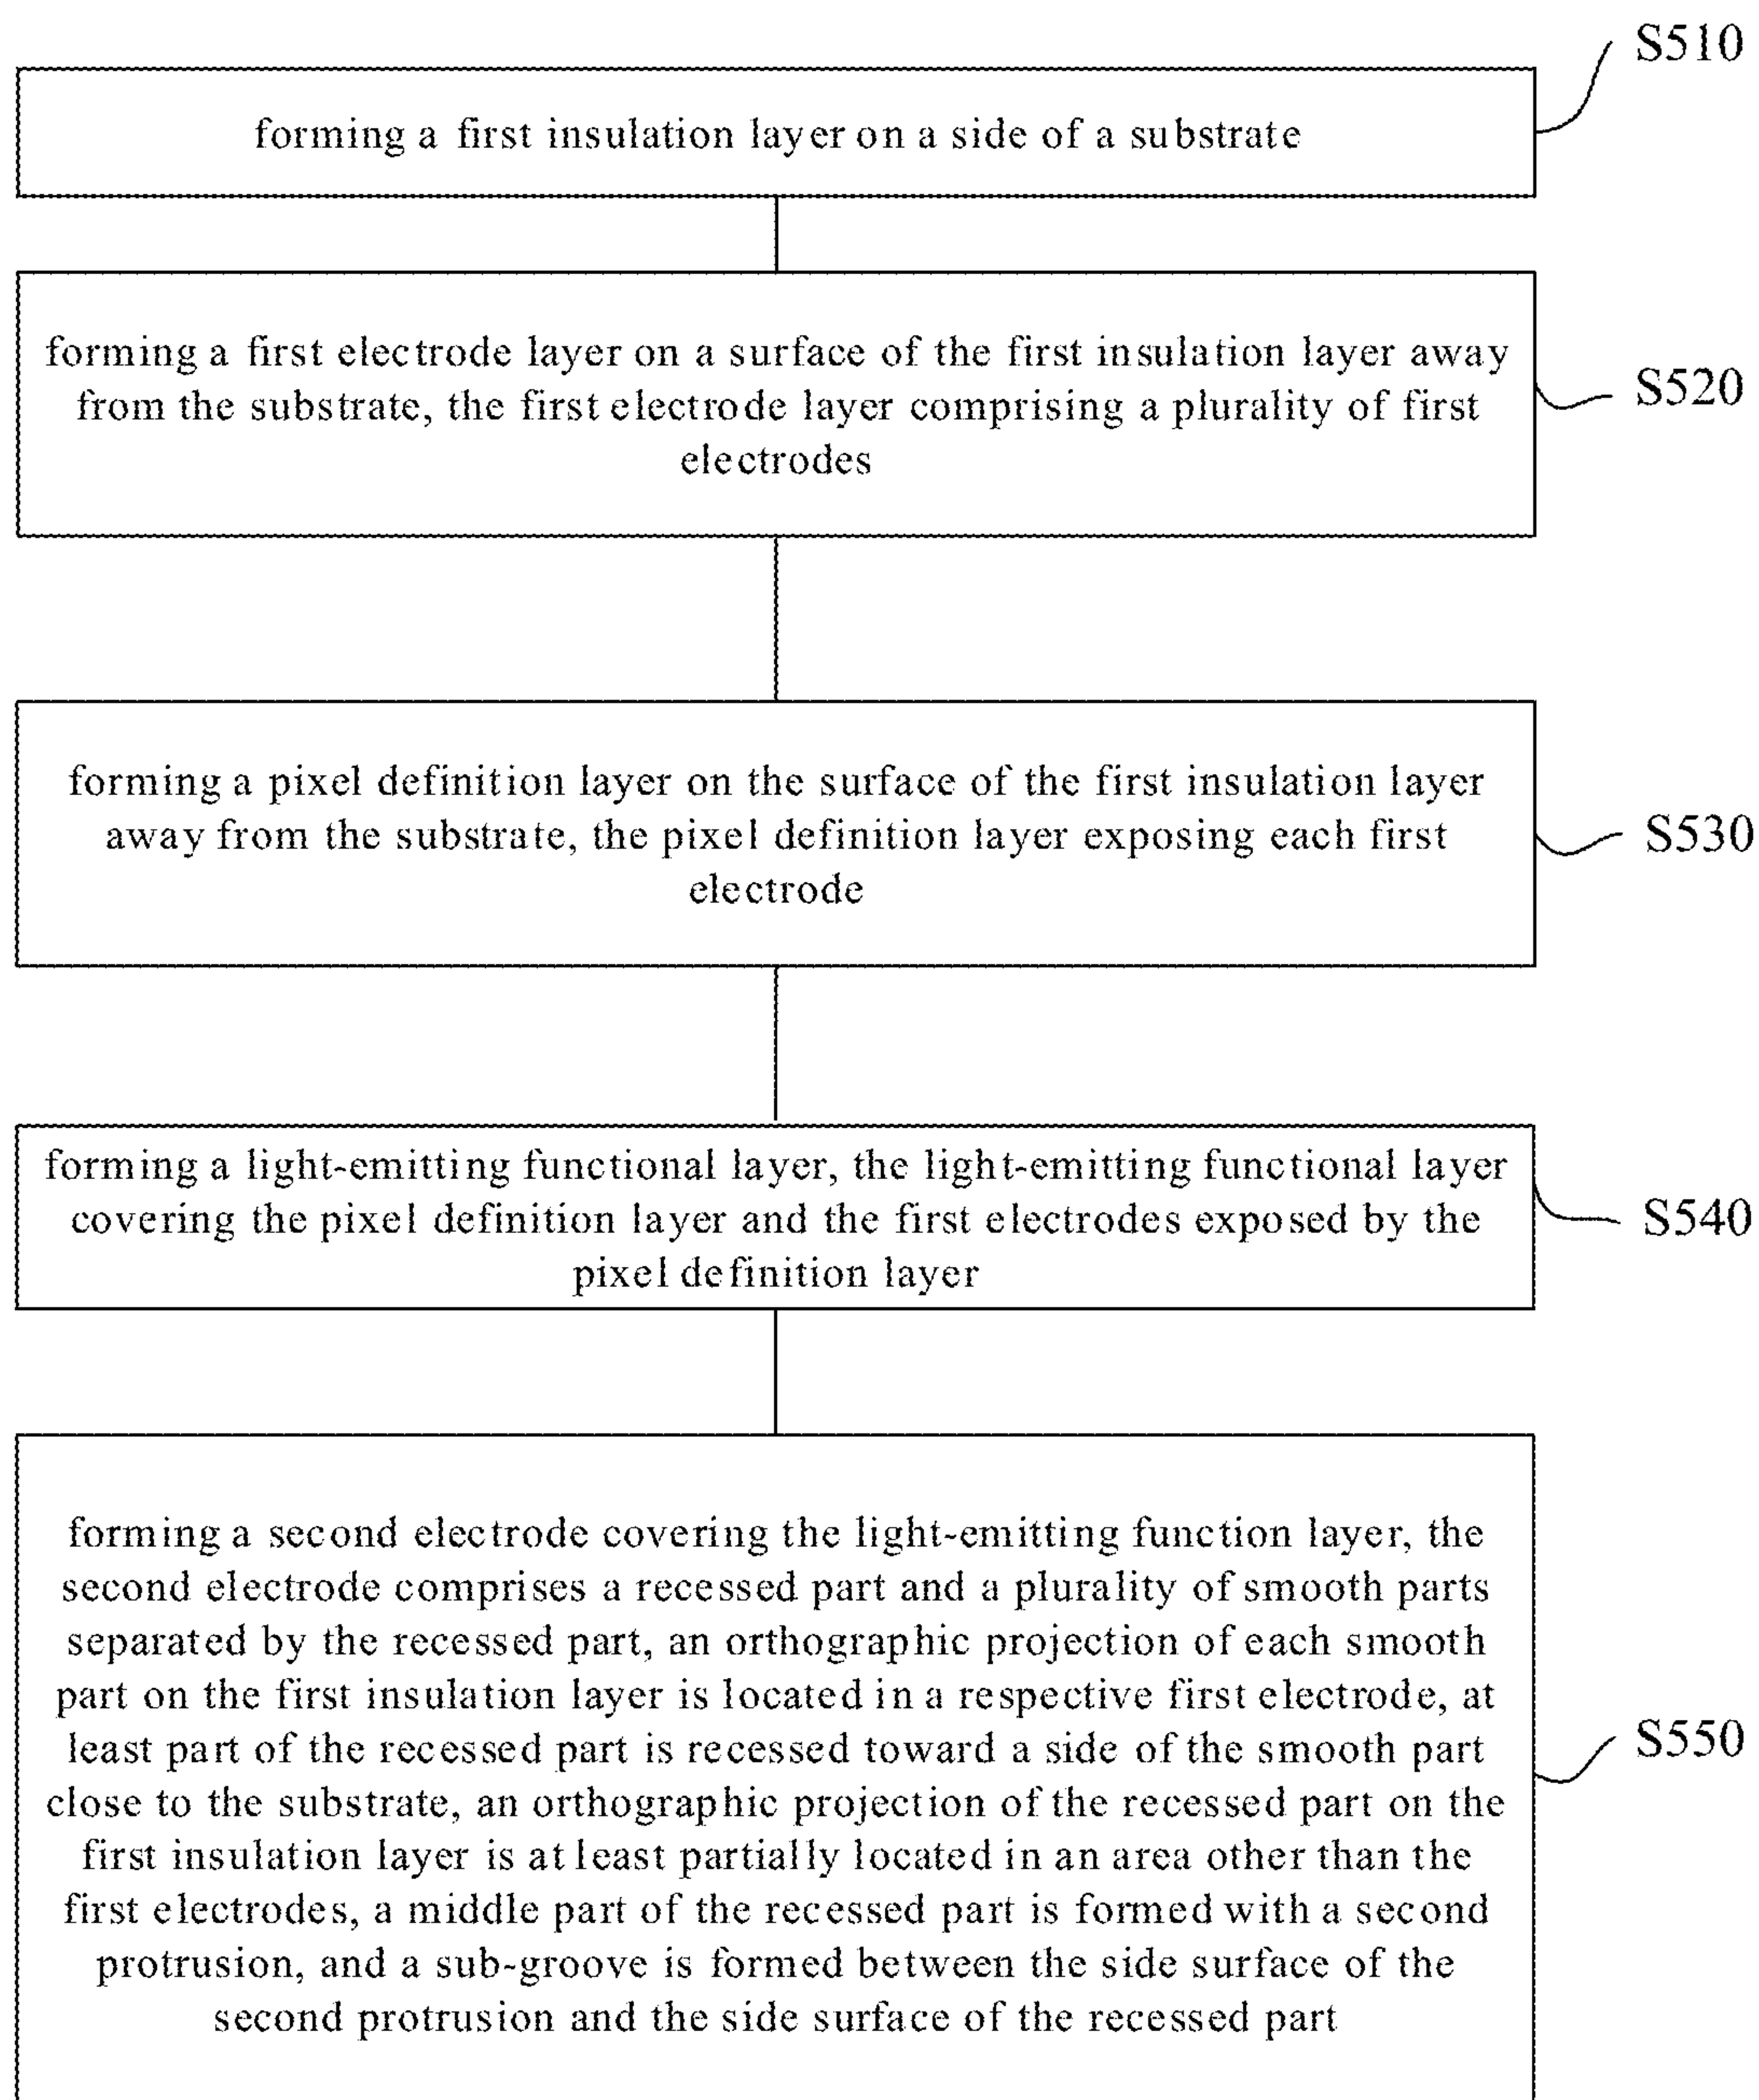 S510
forming a first insulation layer on a side of a substrate
forming a first electrode layer on a surface of the first insulation layer away
from the substrate, the first electrode layer comprising a plurality of first
electrodes
S520
forming a pixel definition layer on the surface of the first insulation layer
away from the substrate, the pixel definition layer exposing each first
electrode
S530
forming a light-emitting functional layer, the light-emitting functional layer
covering the pixel definition layer and the first electrodes exposed by the
pixel definition layer
S540
forming a second electrode covering the light-emitting function layer, the
second electrode comprises a recessed part and a plurality of smooth parts
separated by the recessed part, an orthographic projection of each smooth
part on the first insulation layer is located in a respective first electrode, at
least part of the recessed part is recessed toward a side of the smooth part
close to the substrate, an orthographic projection of the recessed part on the
first insulation layer is at least partially located in an area other than the
first electrodes, a middle part of the recessed part is formed with a second
protrusion, and a sub-groove is formed between the side surface of the
second protrusion and the side surface of the recessed part
S550